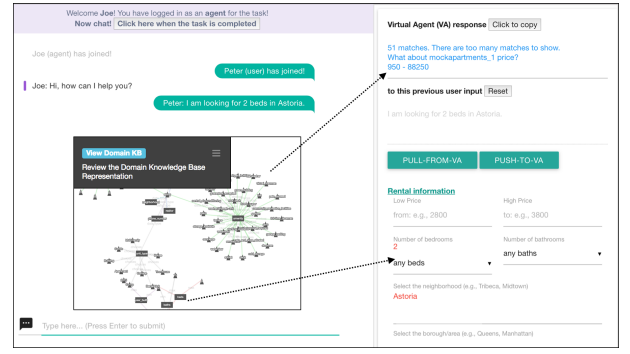 Welcome Joe! You have logged in as an agent for the task!
Now chat! Click here when the task is completed
Joe (agent) has joined!
Peter (user) has joined!
Joe: Hi, how can I help you?
Peter: I am looking for 2 beds in Astoria.
View Domain KB
Review the Domain Knowledge Base
Representation
Type here... (Press Enter to submit)
Virtual Agent (VA) response Click to copy
51 matches. There are too many matches to show.
What about mockapartments_1 price?
950 - 88250
to this previous user input Reset
I am looking for 2 beds in Astoria.
PULL-FROM-VA PUSH-TO-VA
Rental information
Low Price High Price
from: e.g., 2800 to: e.g., 3800
Number of bedrooms Number of bathrooms
2
any beds any baths
Select the neighborhood (e.g., Tribeca, Midtown)
Astoria
Select the borough/area (e.g., Queens, Manhattan)